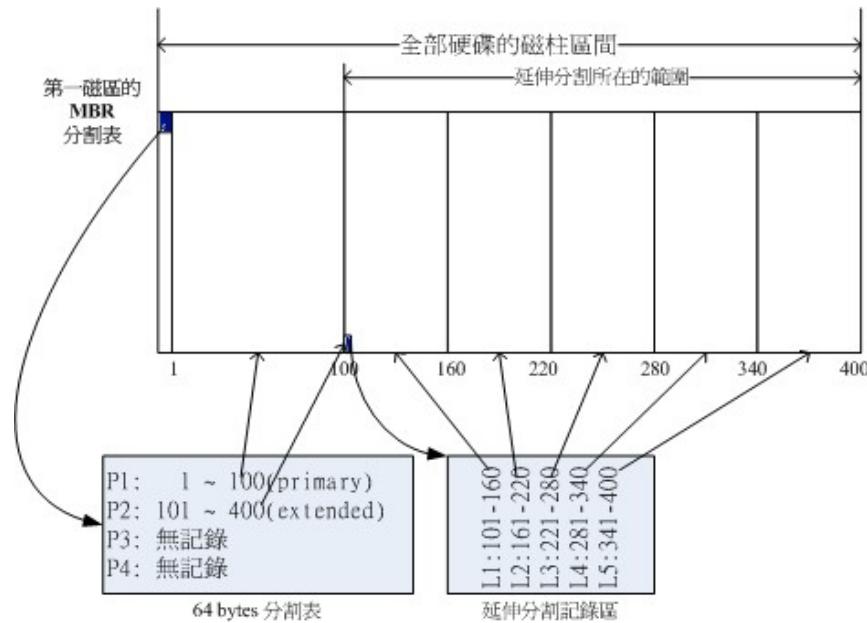 全部硬碟的磁柱區間
延伸分割所在的範圍
第一磁區的
MBR
分割表
1
100
160
220
280
340
400
P1: 1 ~ 100(primary)
P2: 101 ~ 400(extended)
P3: 無記錄
P4: 無記錄
64 bytes 分割表
L1:101-160
L2:161-220
L3:221-280
L4:281-340
L5:341-400
延伸分割記錄區